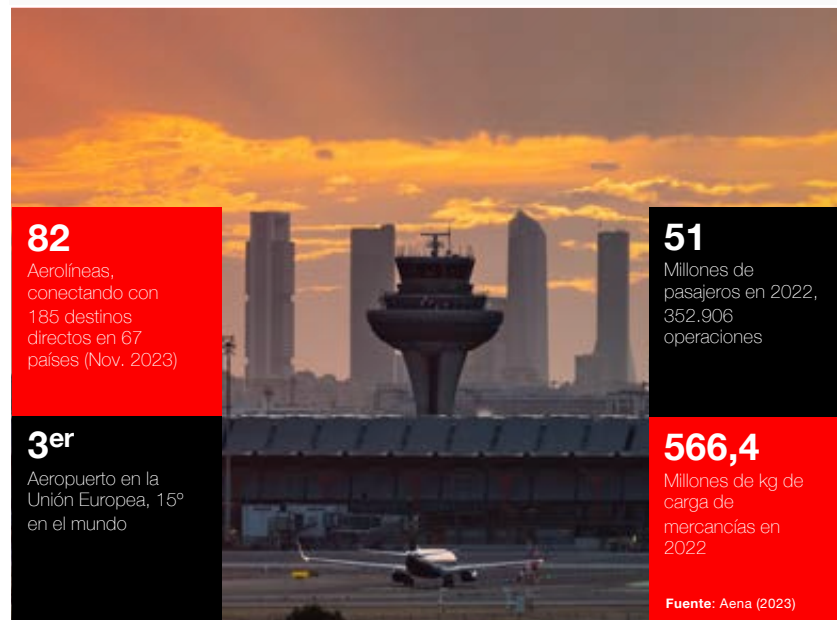 82
Aerolíneas,
conectando con
185 destinos
directos en 67
países (Nov. 2023)
3er
Aeropuerto en la
Unión Europea, 15º
en el mundo
51
Millones de
pasajeros en 2022,
352.906
operaciones
566,4
Millones de kg de
carga de
mercancías en
2022
Fuente: Aena (2023)